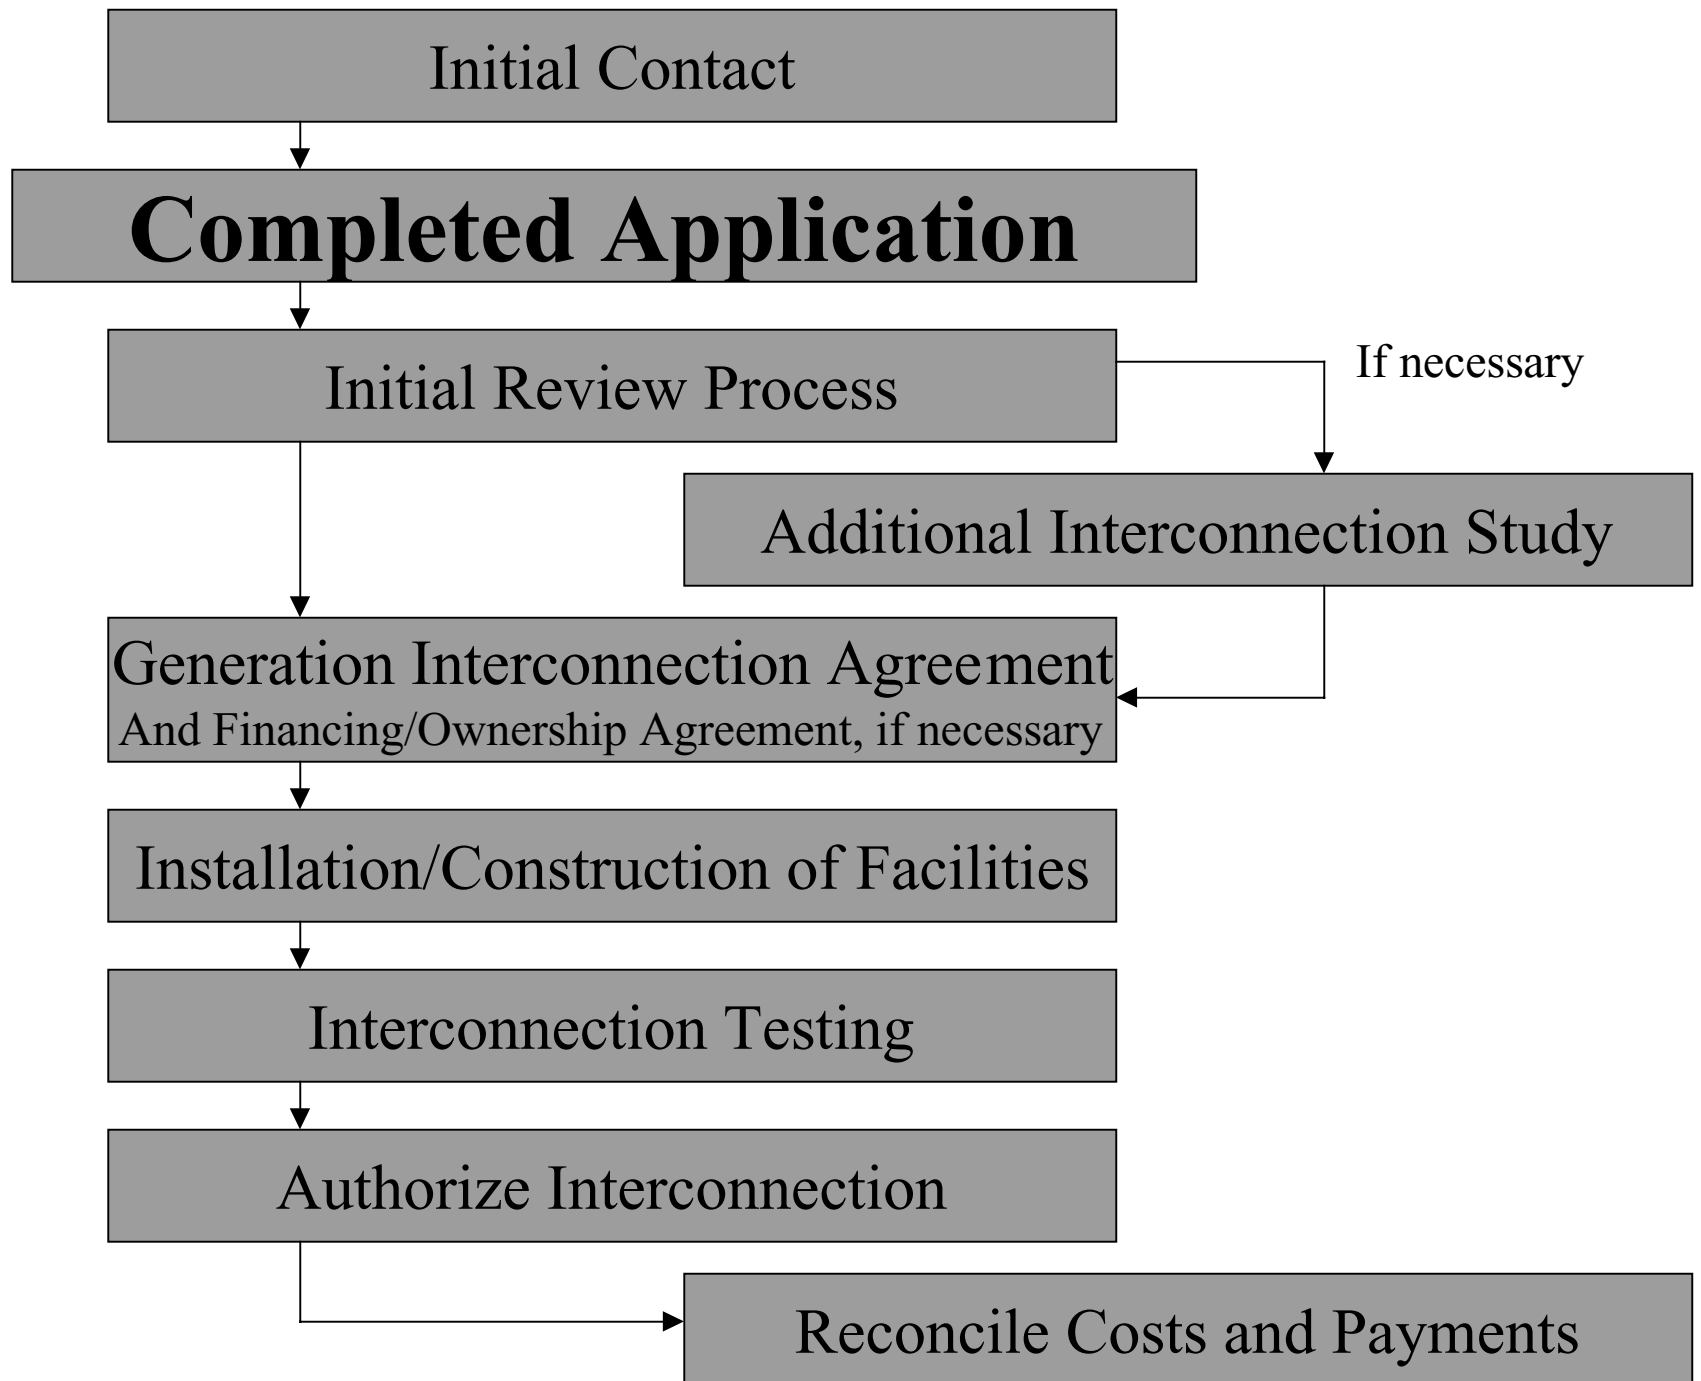 Initial Contact
Completed Application
Initial Review Process
If necessary
Additional Interconnection Study
Generation Interconnection Agreement
And Financing/Ownership Agreement, if necessary
Installation/Construction of Facilities
Interconnection Testing
Authorize Interconnection
Reconcile Costs and Payments